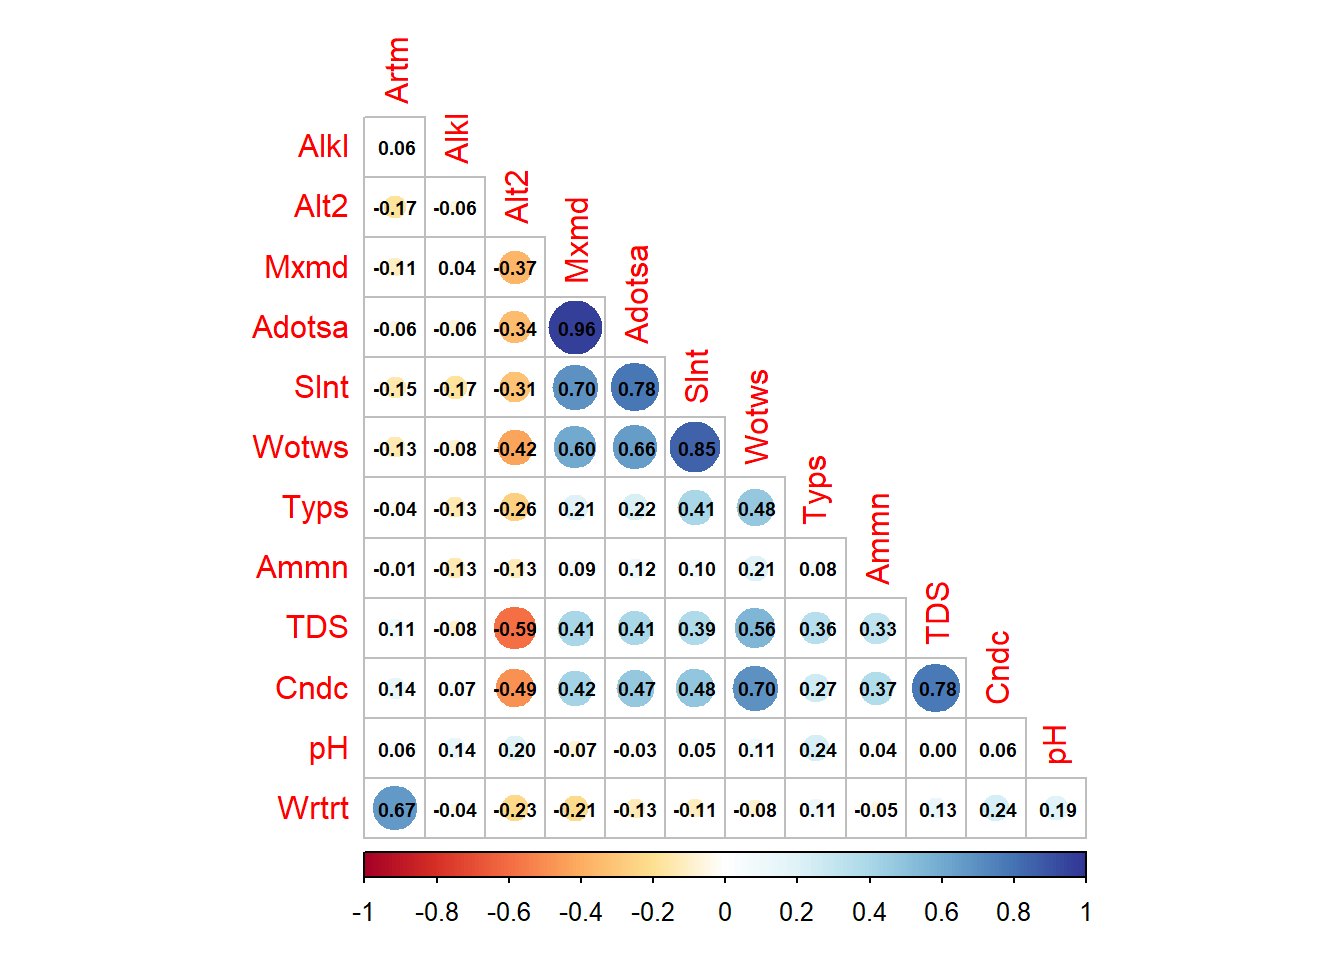 Artm
Alkl 0.06 Alkl
Alt2 -0.17 -0.06 Alt2
Mxmd -0.11 0.04 -0.37 Mxmd
Adotsa -0.06 -0.06 -0.34 0.96 Adotsa
Slnt -0.15 -0.17 -0.31 0.70 0.78 Slnt
Wotws -0.13 -0.08 -0.42 0.60 0.66 0.85 Wotws
Typs -0.04 -0.13 -0.26 0.21 0.22 0.41 0.48 Typs
Ammn -0.01 -0.13 -0.13 0.09 0.12 0.10 0.21 0.08 Ammn
TDS 0.11 -0.08 -0.59 0.41 0.41 0.39 0.56 0.36 0.33 TDS
Cndc 0.14 0.07 -0.49 0.42 0.47 0.48 0.70 0.27 0.37 0.78 Cndc
pH 0.06 0.14 0.20 -0.07 -0.03 0.05 0.11 0.24 0.04 0.00 0.06 pH
Wrtrt 0.67 -0.04 -0.23 -0.21 -0.13 -0.11 -0.08 0.11 -0.05 0.13 0.24 0.19
-1 -0.8 -0.6 -0.4 -0.2 0 0.2 0.4 0.6 0.8 1